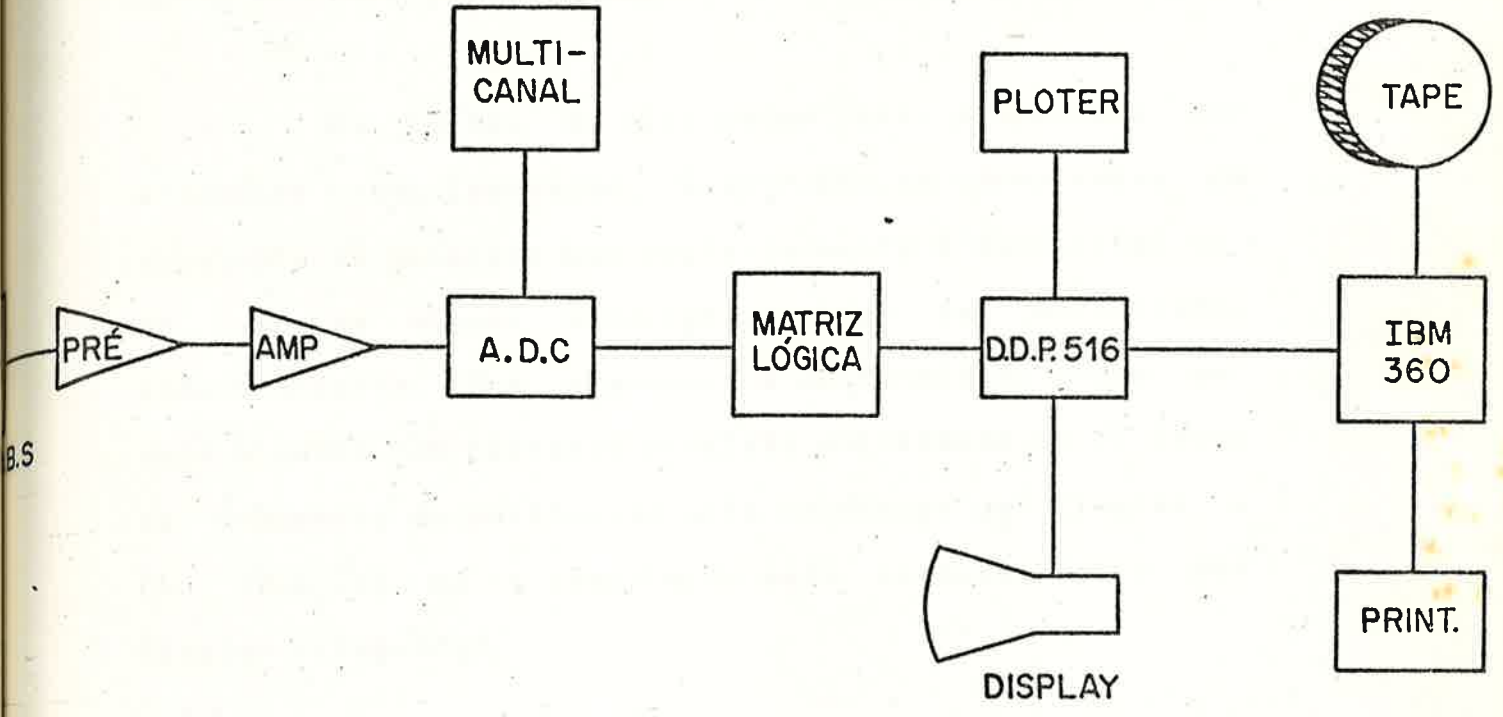 MULTI-
CANAL
PLOTER
TAPE
PRÉ
AMP
A.D.C
MATRIZ
LÓGICA
D.D.P. 516
IBM
360
B.S
DISPLAY
PRINT.